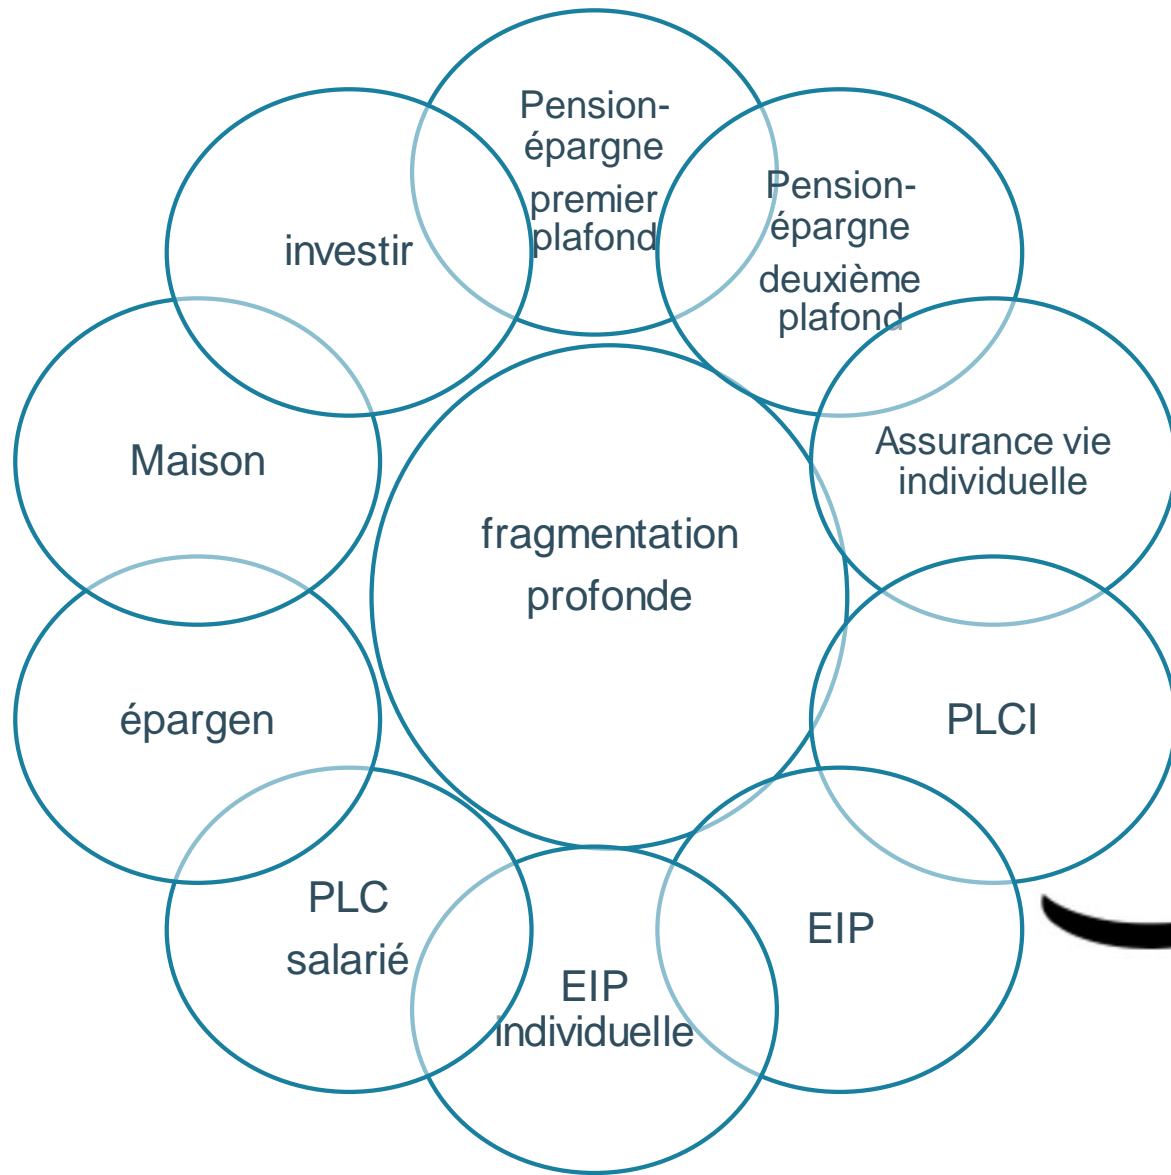 Pension-
épargne
premier
plafond
Pension-
épargne
deuxième
plafond
Assurance vie
individuelle
PLCI
EIP
EIP
individuelle
PLC
salarié
épargen
Maison
investir
fragmentation
profonde